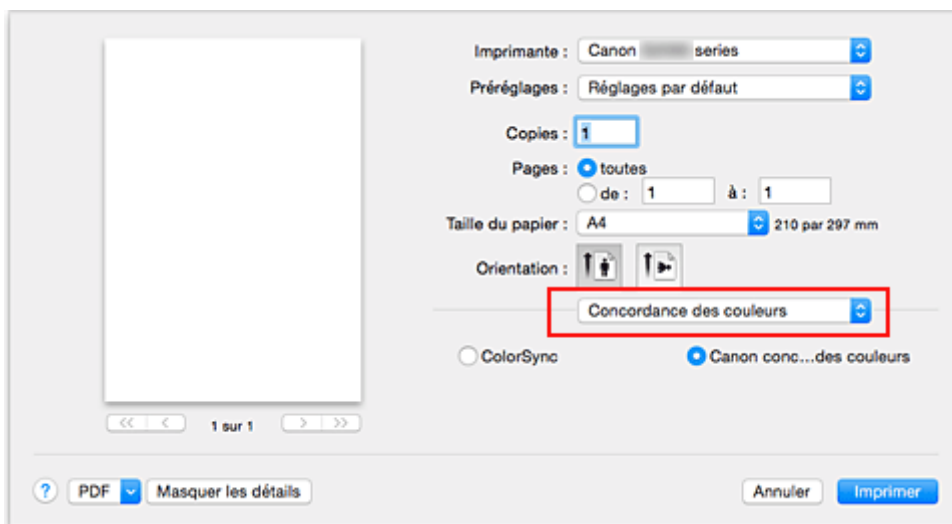 Imprimante : Canon series
Préréglages : Réglages par défaut
Copies : 1
Pages : toutes
de : 1 à : 1
Taille du papier : A4 210 par 297 mm
Orientation :
Concordance des couleurs
ColorSync Canon conc...des couleurs
1 sur 1
? PDF Masquer les détails Annuler Imprimer